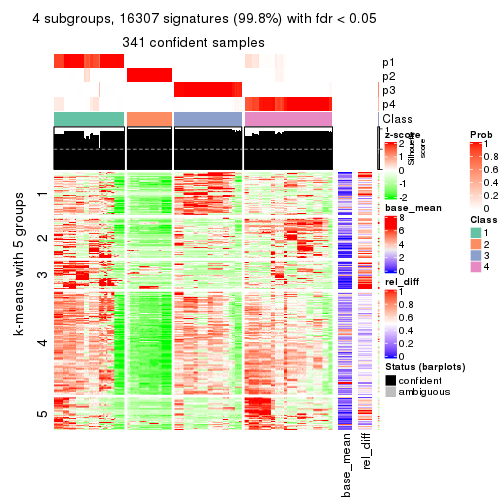 4 subgroups, 16307 signatures (99.8%) with fdr < 0.05
341 confident samples
p1
p2
p3
p4
Class
1
Silhouette
score
z-score
2
1
0
-1
-2
Prob
1
0.8
0.6
0.4
0.2
0
k-means with 5 groups
1
2
3
4
5
base_mean
8
6
4
2
0
Class
1
2
3
4
rel_diff
1
0.8
0.6
0.4
0.2
0
Status (barplots)
confident
ambiguous
base_mean
rel_diff